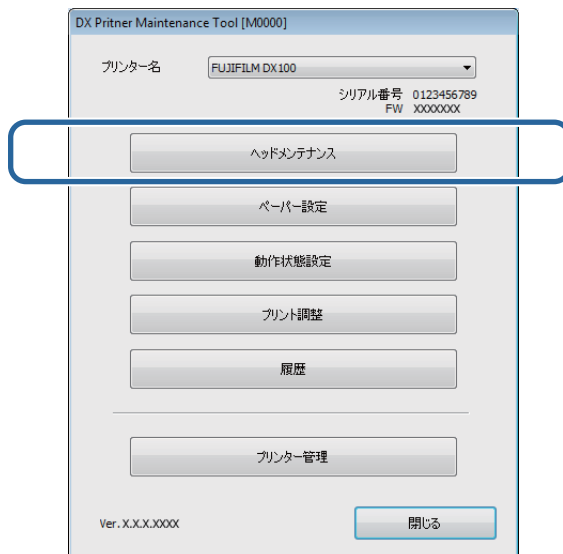 DX Pritner Maintenance Tool [M0000]
プリンター名 FUJIFILM DX100
シリアル番号 0123456789
FW XXXXXXX
ヘッドメンテナンス
ペーパー設定
動作状態設定
プリント調整
履歴
プリンター管理
Ver. X.X.X.XXXX 閉じる